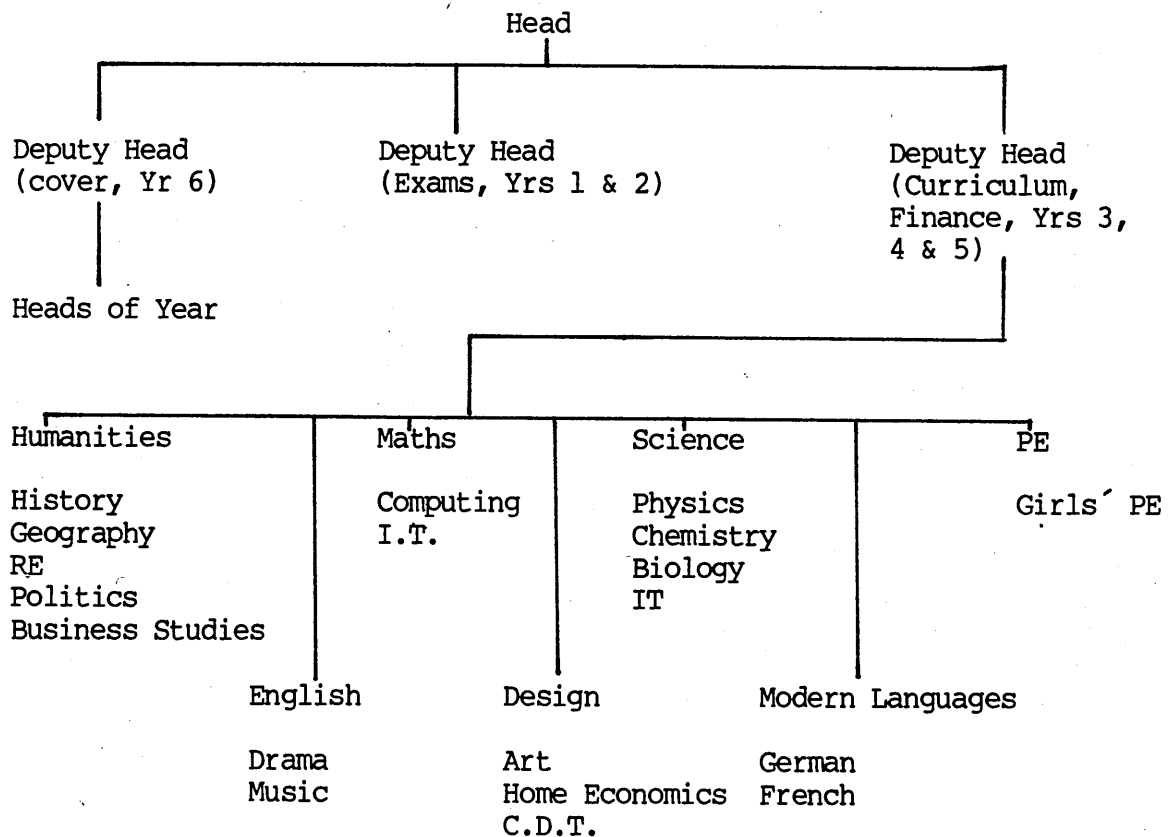 Head
Deputy Head
(cover, Yr 6)
Deputy Head
(Exams, Yrs 1 & 2)
Deputy Head
(Curriculum,
Finance, Yrs 3,
4 & 5)
Heads of Year
Humanities
History
Geography
RE
Politics
Business Studies
Maths
Computing
I.T.
Science
Physics
Chemistry
Biology
IT
PE
Girls' PE
English
Drama
Music
Design
Art
Home Economics
C.D.T.
Modern Languages
German
French